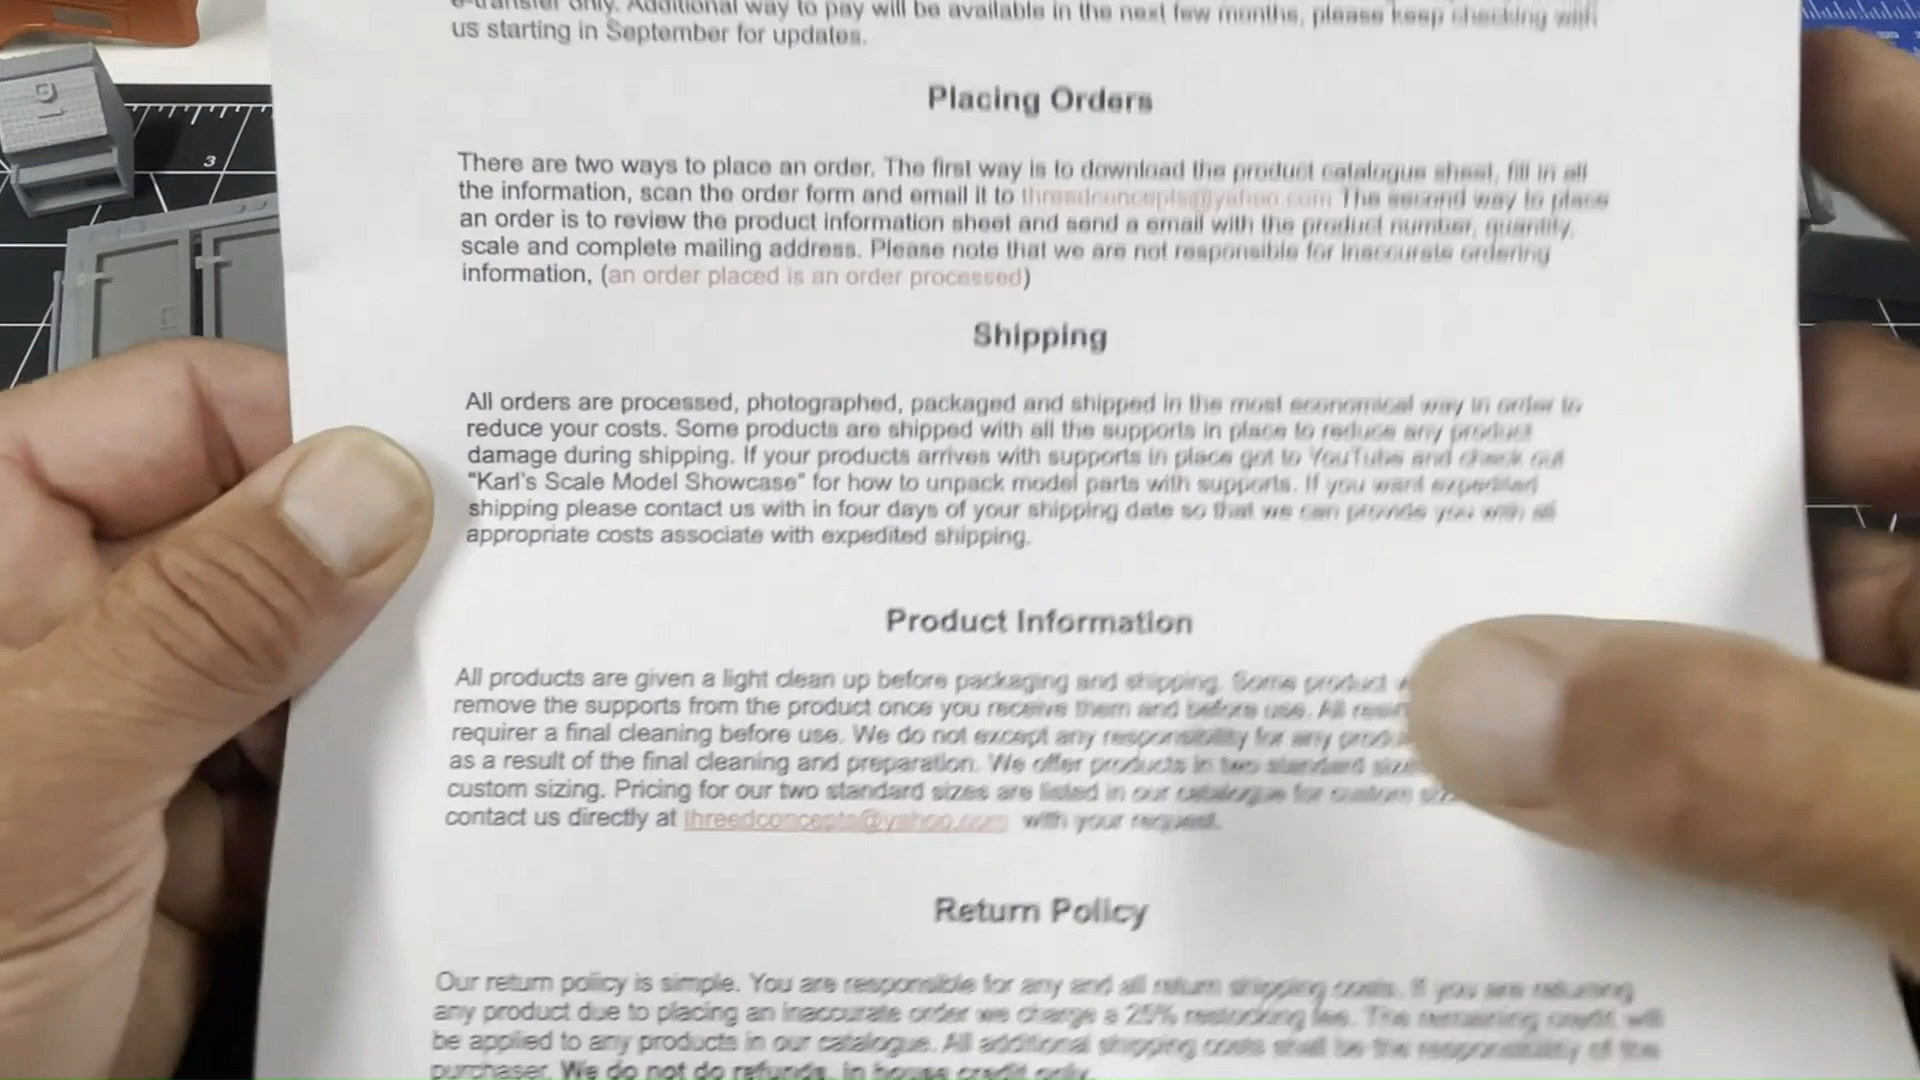 e-transfer only. Additional way to pay will be available in the next few months, please keep checking with
us starting in September for updates.
Placing Orders
There are two ways to place an order. The first way is to download the product catalogue sheet, fill in all
the information, scan the order form and email it to threedconcepts@yahoo.com The second way to place
an order is to review the product information sheet and send a email with the product number, quantity,
scale and complete mailing address. Please note that we are not responsible for inaccurate ordering
information, (an order placed is an order processed)
Shipping
All orders are processed, photographed, packaged and shipped in the most economical way in order to
reduce your costs. Some products are shipped with all the supports in place to reduce any product
damage during shipping. If your products arrives with supports in place got to YouTube and check out
"Karl's Scale Model Showcase" for how to unpack model parts with supports. If you want expedited
shipping please contact us with in four days of your shipping date so that we can provide you with all
appropriate costs associate with expedited shipping.
Product Information
All products are given a light clean up before packaging and shipping. Some product
remove the supports from the product once you receive them and before use. All resin
requirer a final cleaning before use. We do not except any responsibility for any
as a result of the final cleaning and preparation. We offer products in two standard
custom sizing. Pricing for our two standard sizes are listed in our catalogue for custom
contact us directly at threedconcepts@yahoo.com with your request.
Return Policy
Our return policy is simple. You are responsible for any and all return shipping costs. If you are returning
any product due to placing an inaccurate order we charge a 25% restocking fee. The remaining credit will
be applied to any products in our catalogue. All additional shipping costs shall be the responsibility of the
purchaser. We do not do refunds, in house credit only.
3